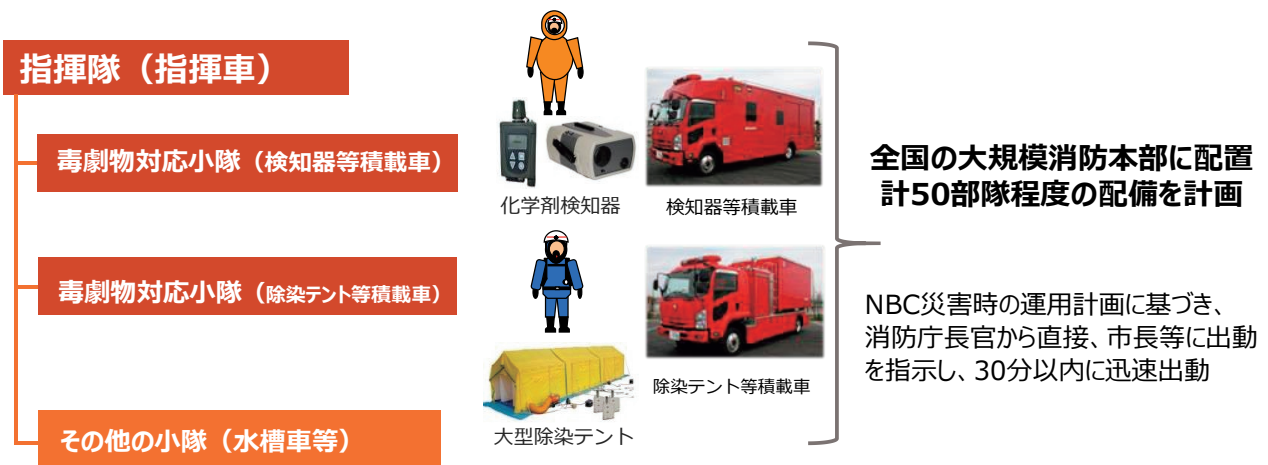 指揮隊（指揮車）
毒劇物対応小隊（検知器等積載車）
化学剤検知器
検知器等積載車
毒劇物対応小隊（除染テント等積載車）
大型除染テント
除染テント等積載車
その他の小隊（水槽車等）
全国の大規模消防本部に配置
計50部隊程度の配備を計画
NBC災害時の運用計画に基づき、
消防庁長官から直接、市長等に出動
を指示し、30分以内に迅速出動